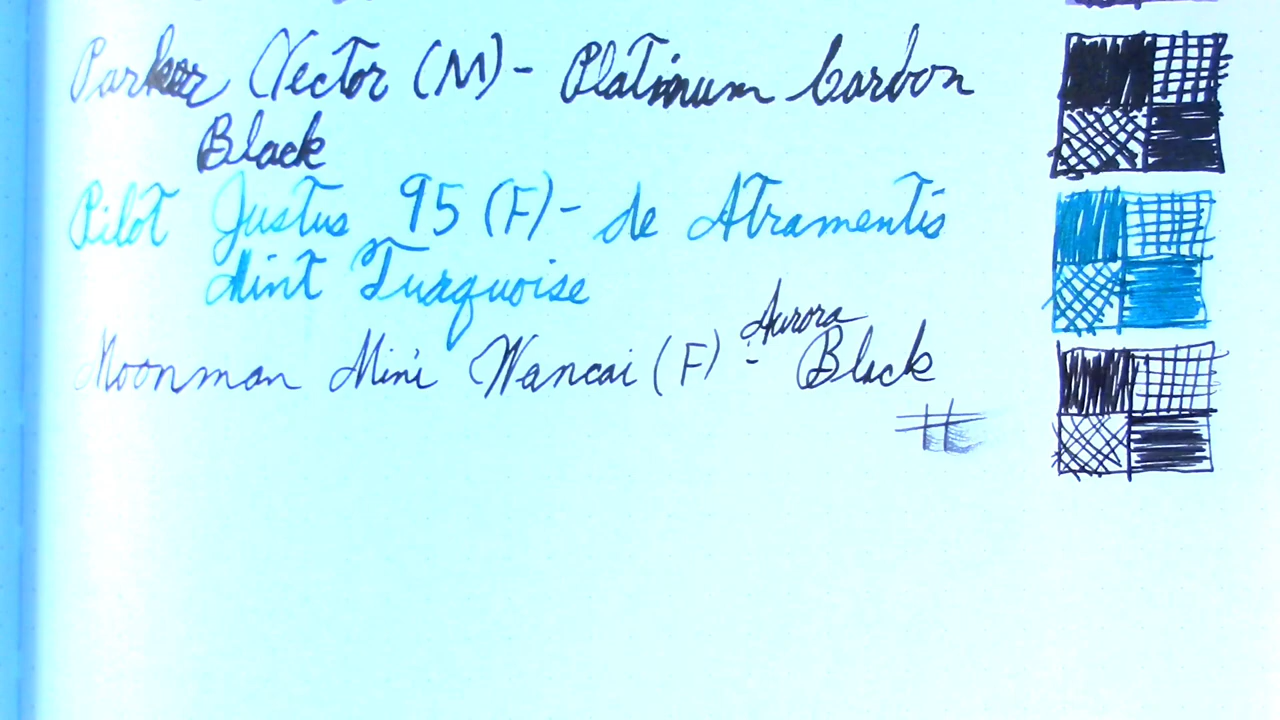 Parker Vector (M) - Platinum Carbon
Black
Pilot Justus 95 (F) - de Atramentis
Mint Turquoise
Moonman Mini Wancai (F) - Aurora Black